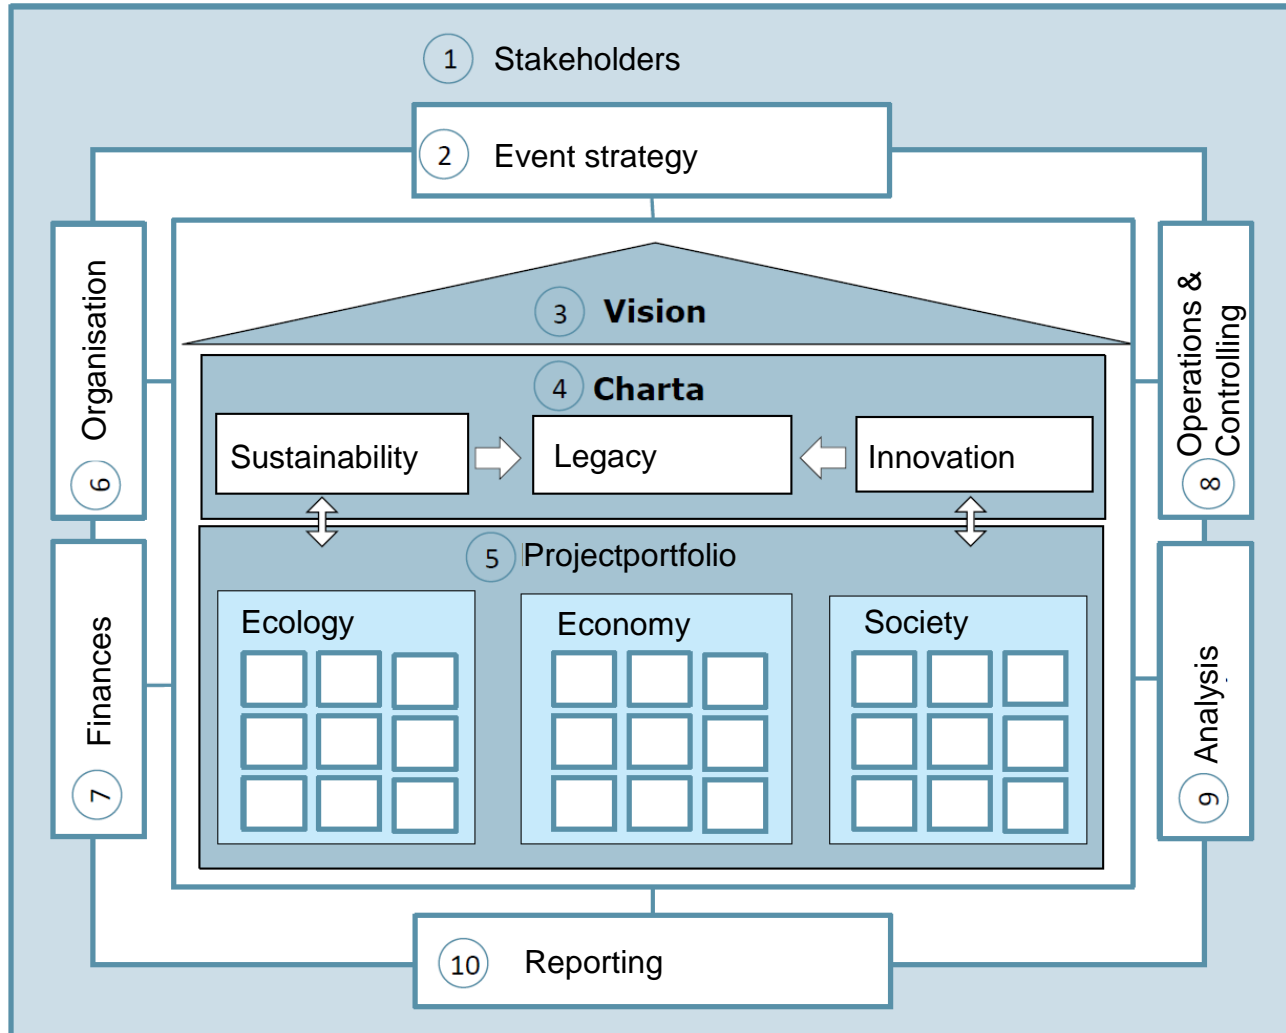 1 Stakeholders
2 Event strategy
3 Vision
4 Charta
Sustainability
Legacy
Innovation
5 Projectportfolio
Ecology
Economy
Society
6 Organisation
7 Finances
8 Operations &
Controlling
9 Analysis
10 Reporting